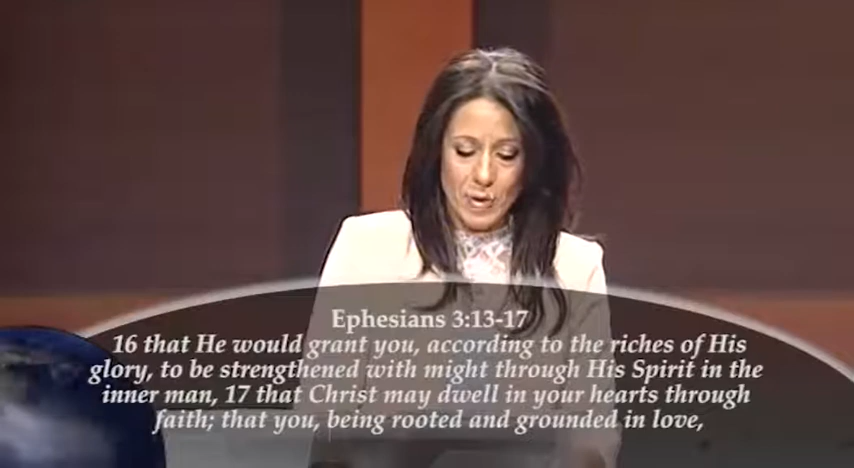 Ephesians 3:13-17
16 that He would grant you, according to the riches of His
glory, to be strengthened with might through His Spirit in the
inner man, 17 that Christ may dwell in your hearts through
faith; that you, being rooted and grounded in love,